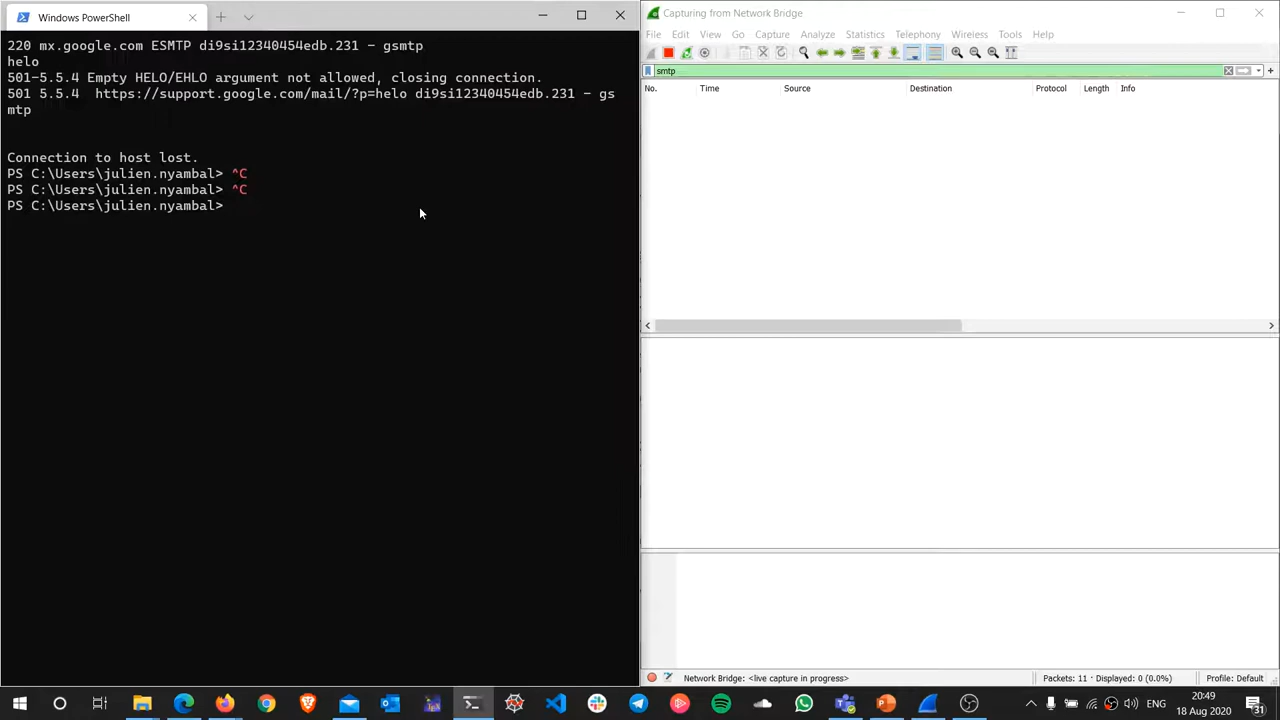 Windows PowerShell
220 mx.google.com ESMTP di9si12340454edb.231 - gsmtp
helo
501-5.5.4 Empty HELO/EHLO argument not allowed, closing connection.
501 5.5.4  https://support.google.com/mail/?p=helo di9si12340454edb.231 - gs
mtp
Connection to host lost.
PS C:\Users\julien.nyambal> ^C
PS C:\Users\julien.nyambal> ^C
PS C:\Users\julien.nyambal>
Capturing from Network Bridge
File Edit View Go Capture Analyze Statistics Telephony Wireless Tools Help
smtp
No. Time Source Destination Protocol Length Info
Network Bridge: <live capture in progress>
Packets: 11 · Displayed: 0 (0.0%)
Profile: Default
ENG
20:49
18 Aug 2020
31